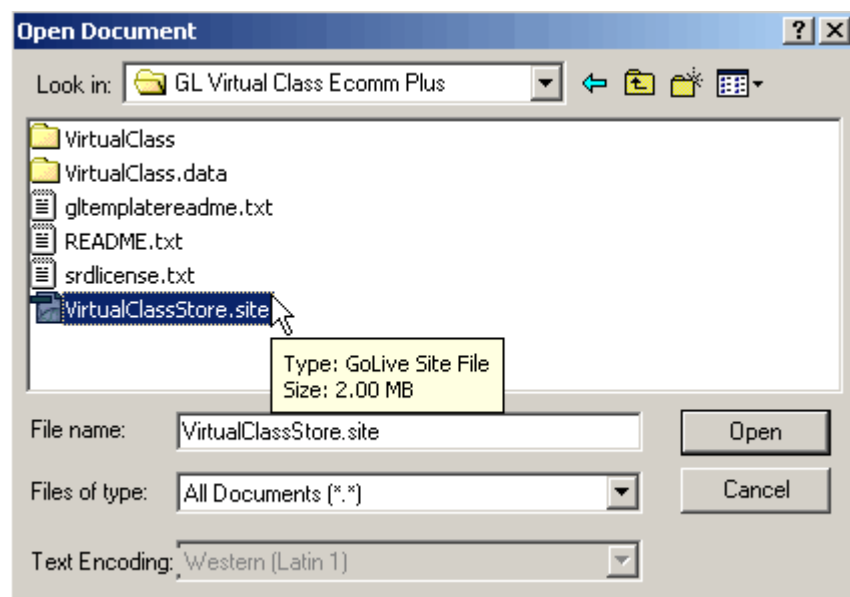 Open Document
Look in: GL Virtual Class Ecomm Plus
VirtualClass
VirtualClass.data
gltemplatereadme.txt
README.txt
srdlicense.txt
VirtualClassStore.site
Type: GoLive Site File
Size: 2.00 MB
File name: VirtualClassStore.site Open
Files of type: All Documents (*.*) Cancel
Text Encoding: Western (Latin 1)